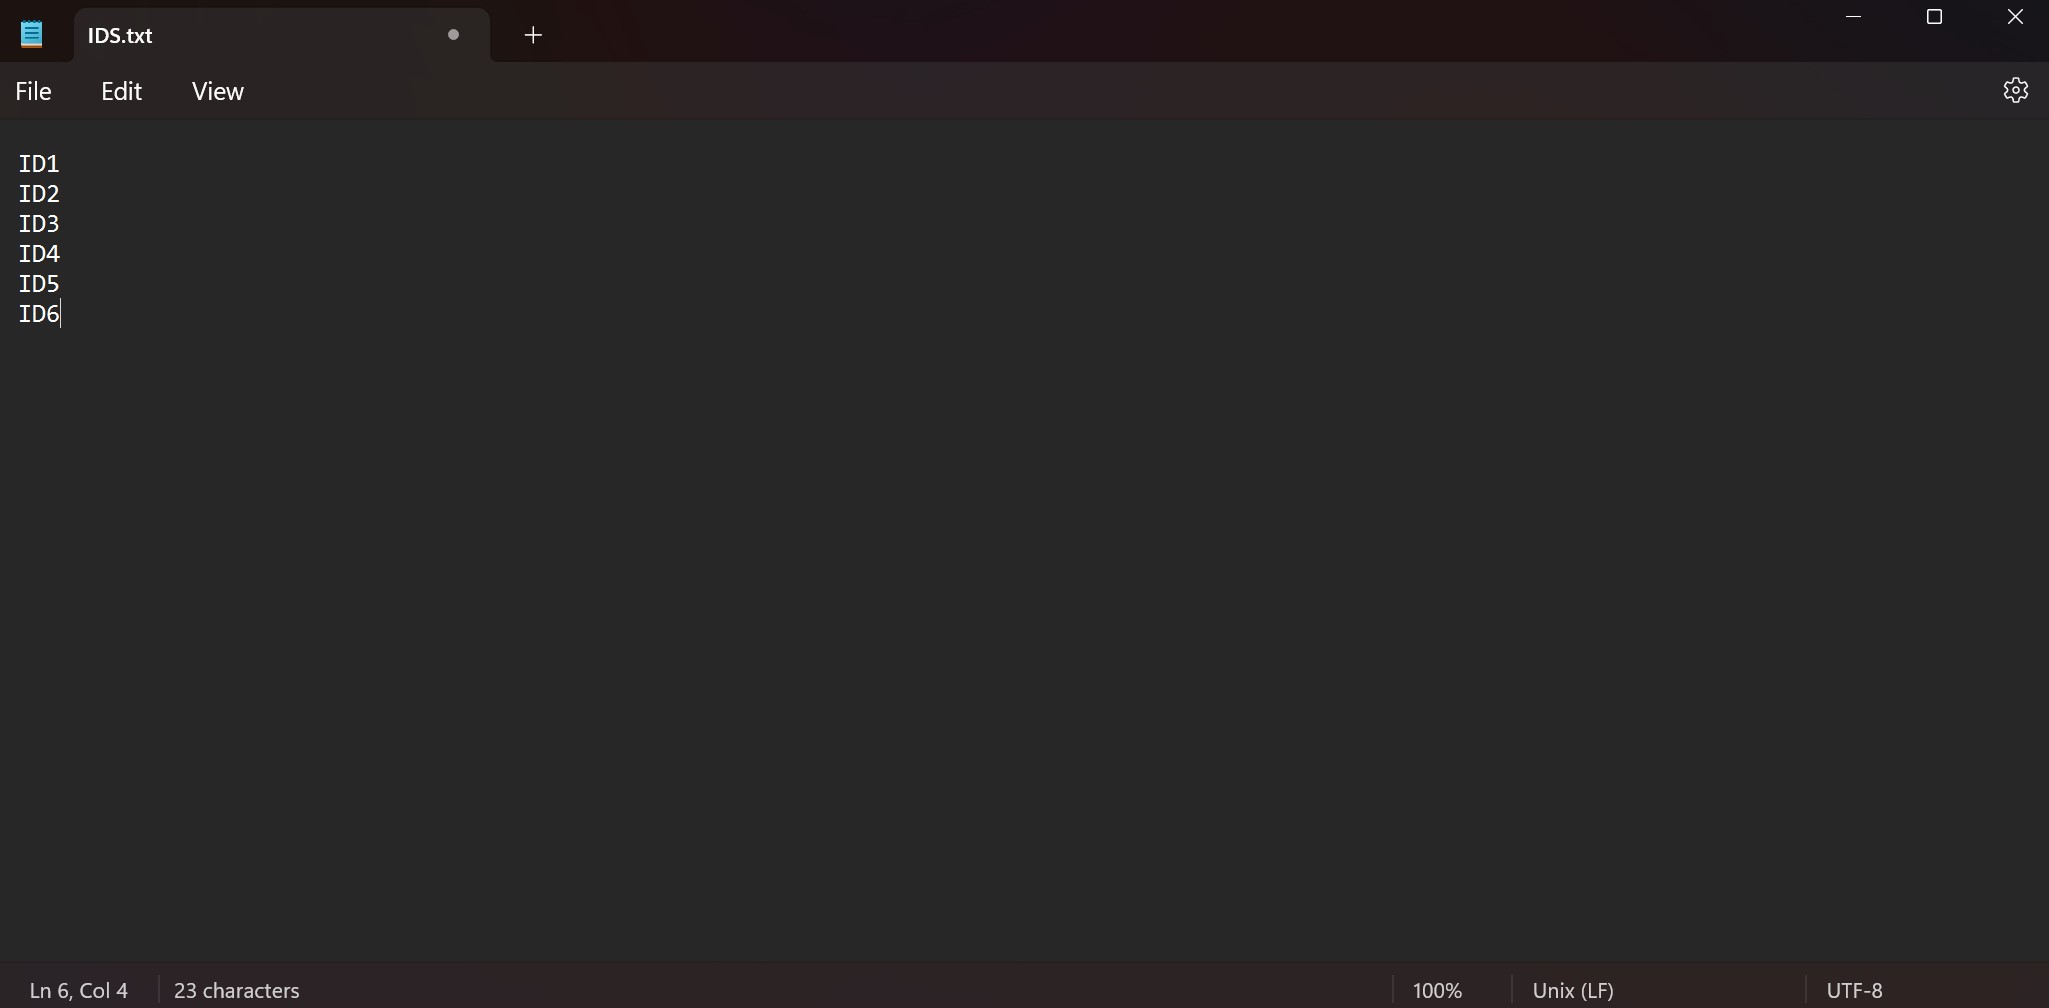 IDS.txt
File Edit View
ID1
ID2
ID3
ID4
ID5
ID6
Ln 6, Col 4 23 characters 100% Unix (LF) UTF-8